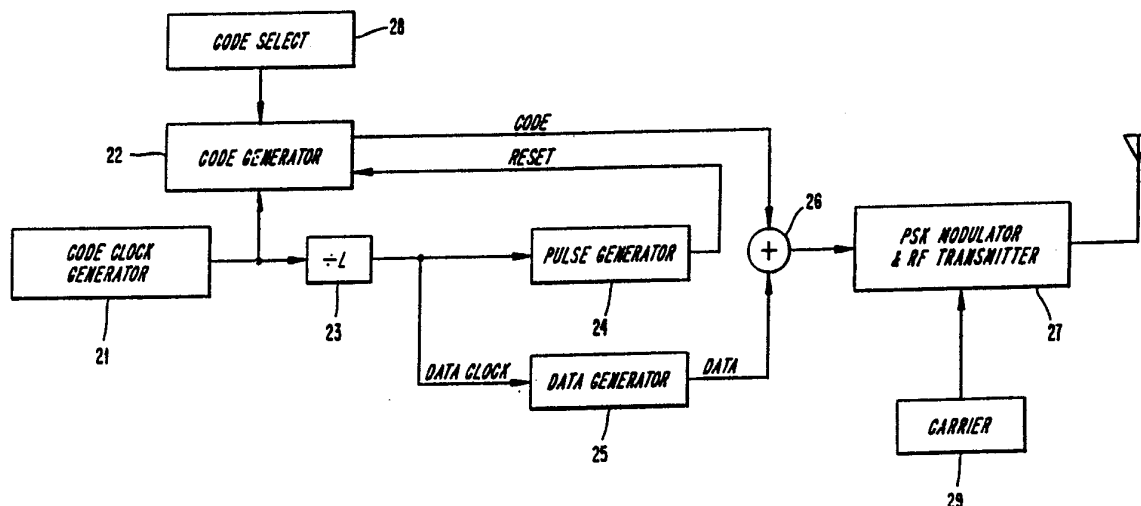 CODE SELECT
28
CODE GENERATOR
22
CODE
RESET
26
CODE CLOCK
GENERATOR
21
÷L
23
PULSE GENERATOR
24
PSK MODULATOR
& RF TRANSMITTER
27
DATA CLOCK
DATA GENERATOR
25
DATA
+
CARRIER
29